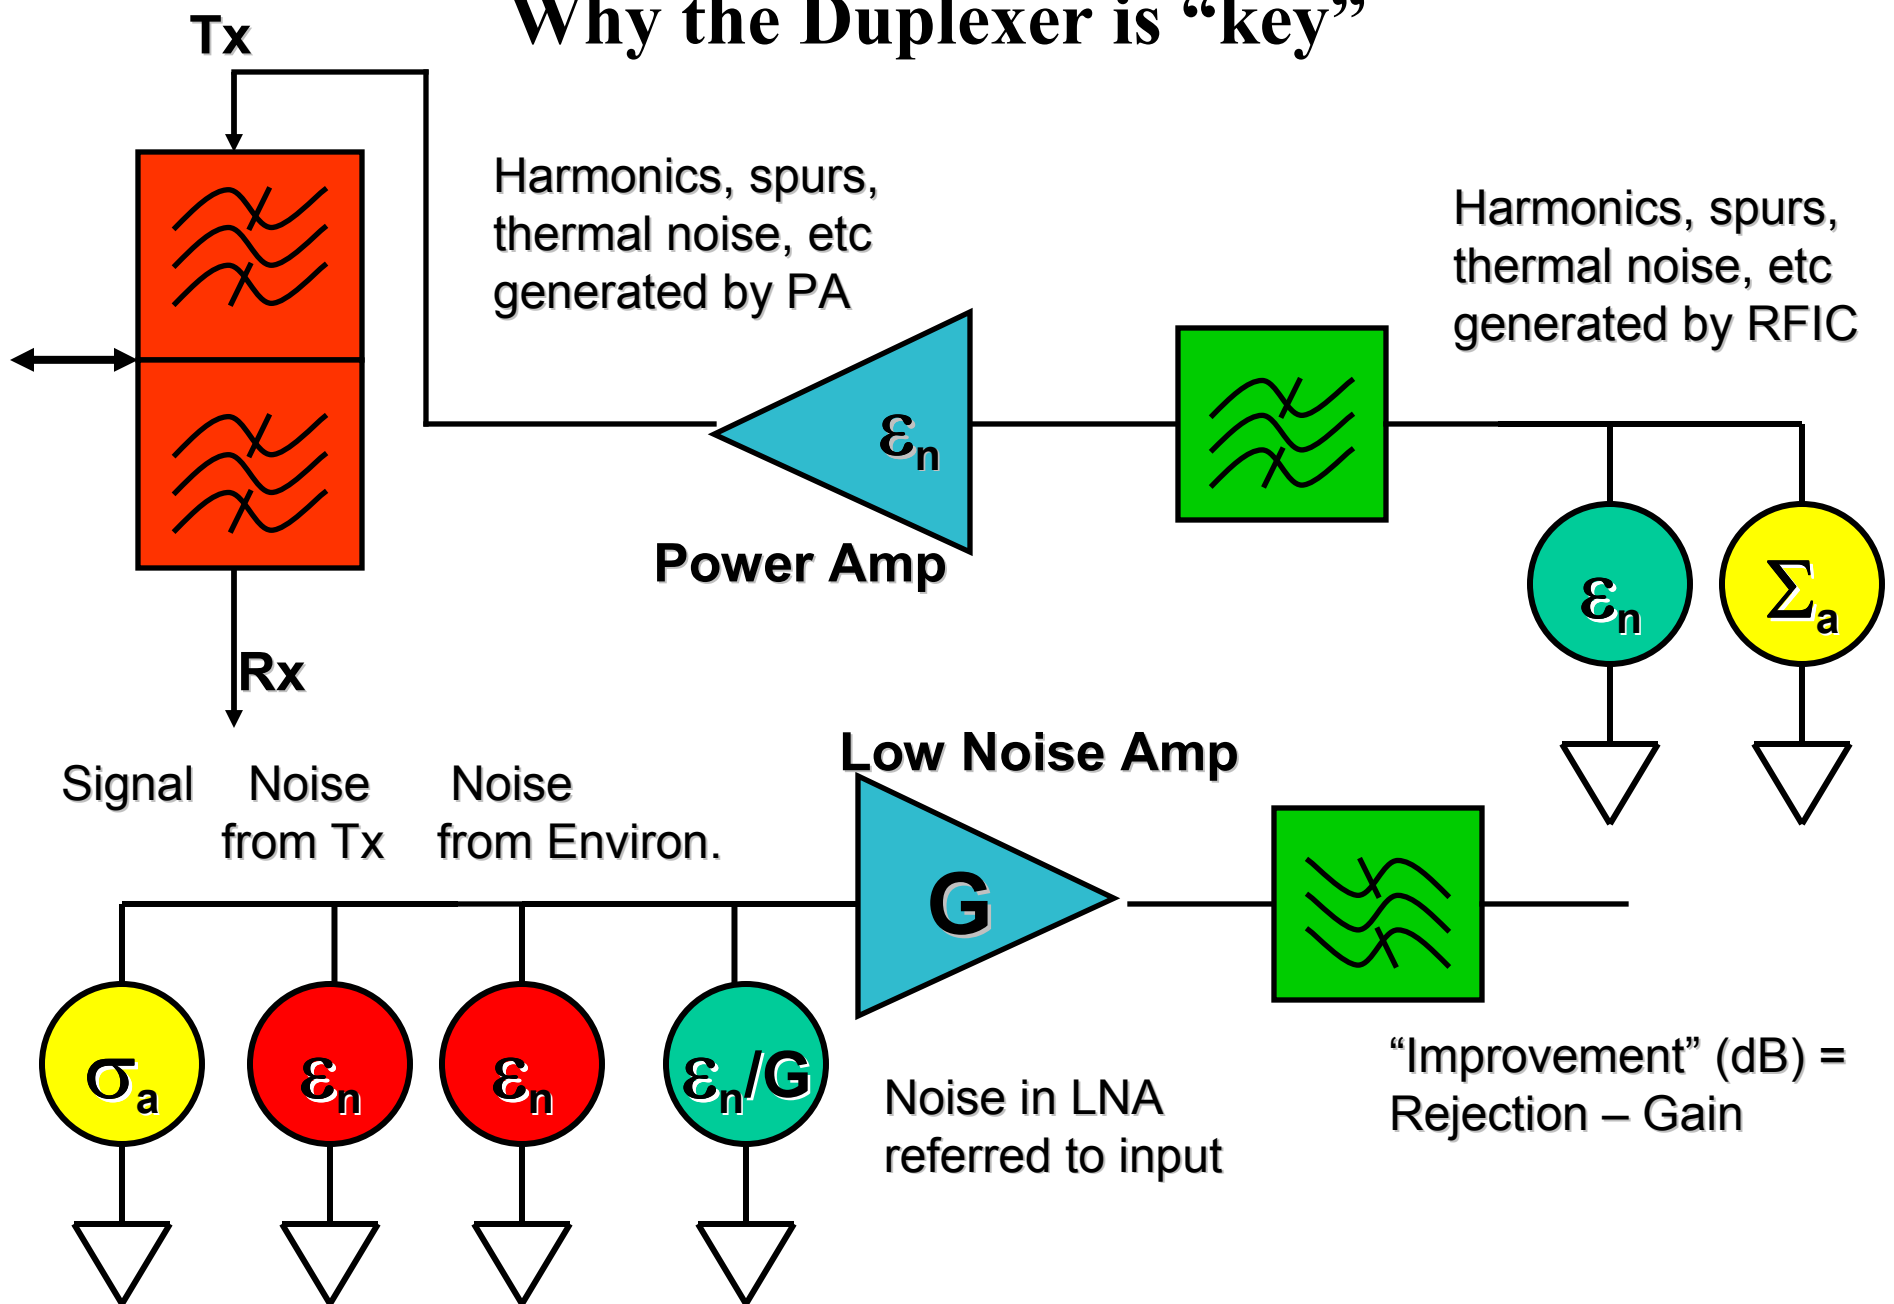 Why the Duplexer is “key”
Tx
Harmonics, spurs,
thermal noise, etc
generated by PA
Harmonics, spurs,
thermal noise, etc
generated by RFIC
εn
Power Amp
εn
Σa
Rx
Low Noise Amp
Signal Noise Noise
from Tx from Environ.
G
σa
εn
εn
εn/G
Noise in LNA
referred to input
“Improvement” (dB) =
Rejection – Gain